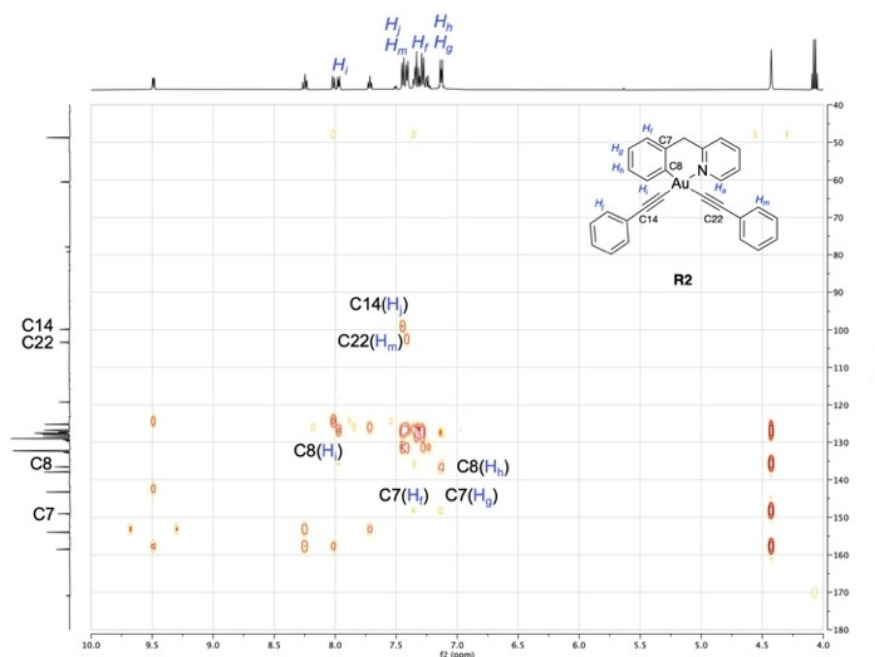 Hj Hh
Hm Hf Hg
Hi
40
50
60
70
80
90
100
110
120
130
140
150
160
170
180
Hf
C7
Hg
C8
Hh
N
Au
Hi
Ha
Hj
Hm
C14
C22
R2
C14(Hj)
C22(Hm)
C14
C22
C8(Hi)
C8
C8(Hh)
C7(Hf) C7(Hg)
C7
10.0 9.5 9.0 8.5 8.0 7.5 7.0 6.5 6.0 5.5 5.0 4.5 4.0
f2 (ppm)